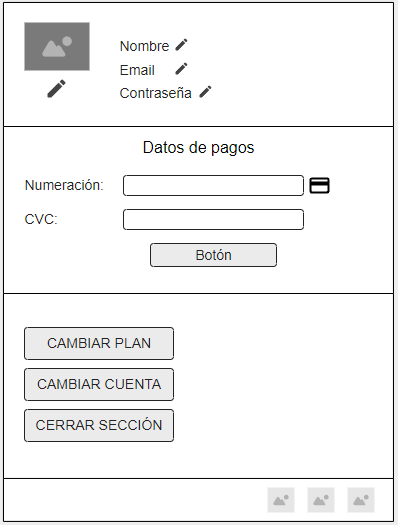 Nombre
Email
Contraseña
Datos de pagos
Numeración:
CVC:
Botón
CAMBIAR PLAN
CAMBIAR CUENTA
CERRAR SECCIÓN